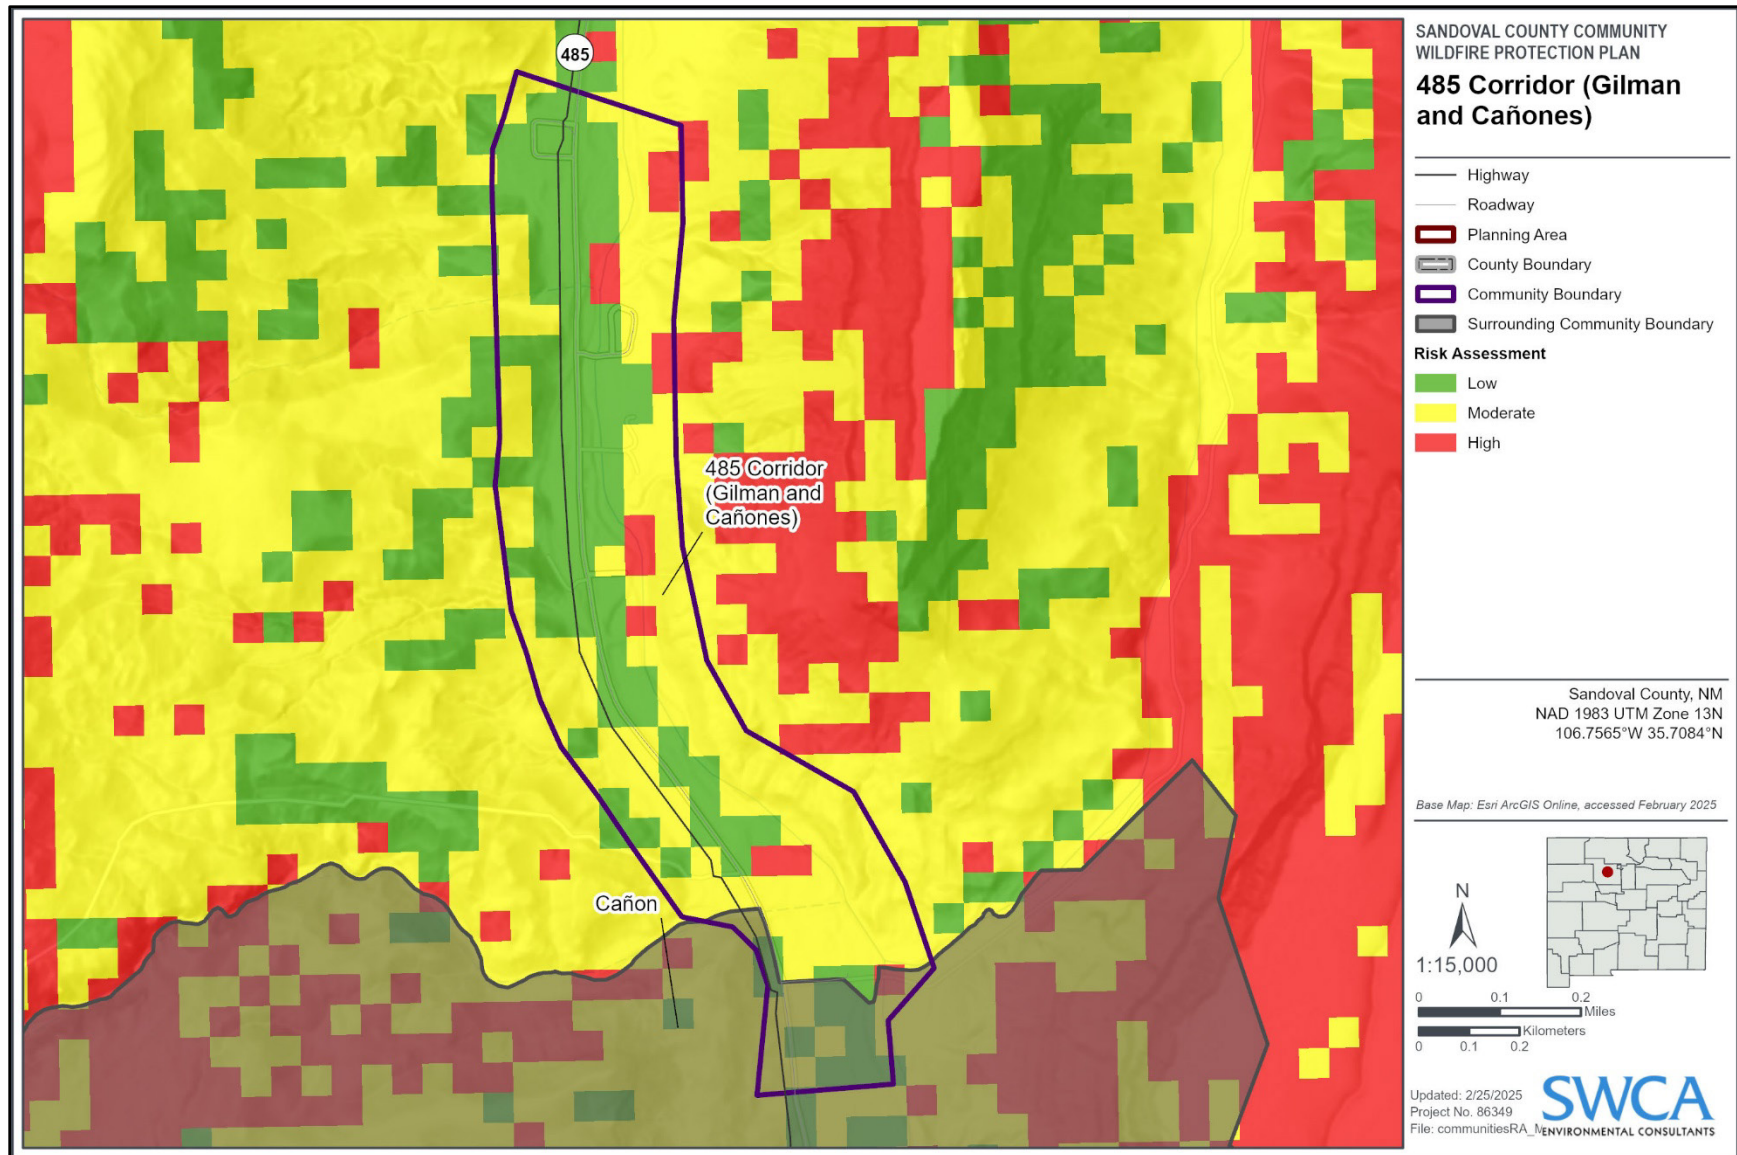 485
485 Corridor
(Gilman and
Cañones)
Cañon
SANDOVAL COUNTY COMMUNITY
WILDFIRE PROTECTION PLAN
485 Corridor (Gilman
and Cañones)
Highway
Roadway
Planning Area
County Boundary
Community Boundary
Surrounding Community Boundary
Risk Assessment
Low
Moderate
High
Sandoval County, NM
NAD 1983 UTM Zone 13N
106.7565°W 35.7084°N
Base Map: Esri ArcGIS Online, accessed February 2025
N
1:15,000
0 0.1 0.2
Miles
Kilometers
0 0.1 0.2
Updated: 2/25/2025
Project No. 86349
File: communitiesRA_M
SWCA
ENVIRONMENTAL CONSULTANTS